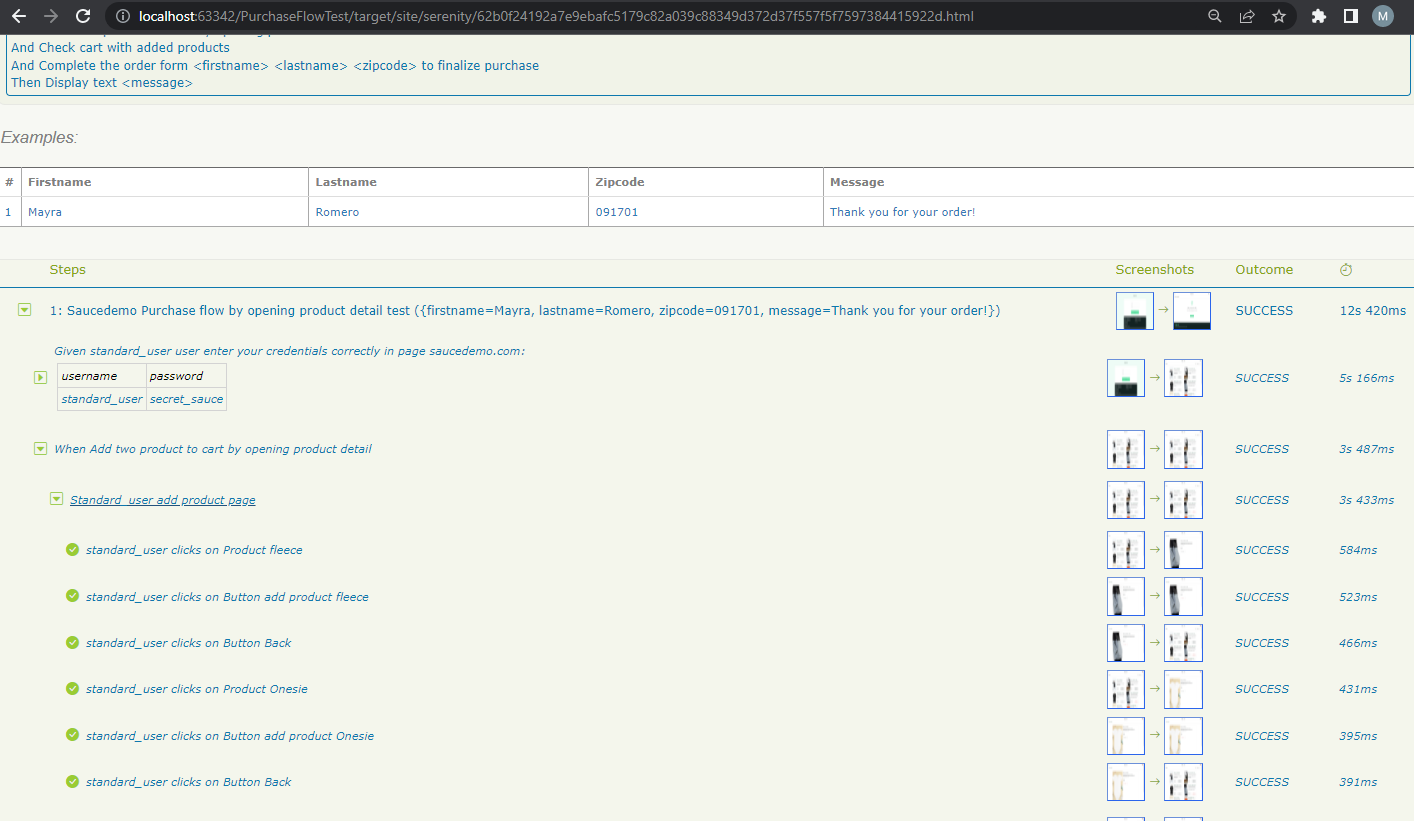 localhost:63342/PurchaseFlowTest/target/site/serenity/62b0f24192a7e9ebafc5179c82a039c88349d372d37f557f5f7597384415922d.html
M
And Check cart with added products
And Complete the order form <firstname> <lastname> <zipcode> to finalize purchase
Then Display text <message>
Examples:
# Firstname Lastname Zipcode Message
1 Mayra Romero 091701 Thank you for your order!
Steps Screenshots Outcome
1: Saucedemo Purchase flow by opening product detail test ({firstname=Mayra, lastname=Romero, zipcode=091701, message=Thank you for your order!}) SUCCESS 12s 420ms
Given standard_user user enter your credentials correctly in page saucedemo.com:
username password
standard_user secret_sauce
SUCCESS 5s 166ms
When Add two product to cart by opening product detail SUCCESS 3s 487ms
Standard_user add product page SUCCESS 3s 433ms
standard_user clicks on Product fleece SUCCESS 584ms
standard_user clicks on Button add product fleece SUCCESS 523ms
standard_user clicks on Button Back SUCCESS 466ms
standard_user clicks on Product Onesie SUCCESS 431ms
standard_user clicks on Button add product Onesie SUCCESS 395ms
standard_user clicks on Button Back SUCCESS 391ms